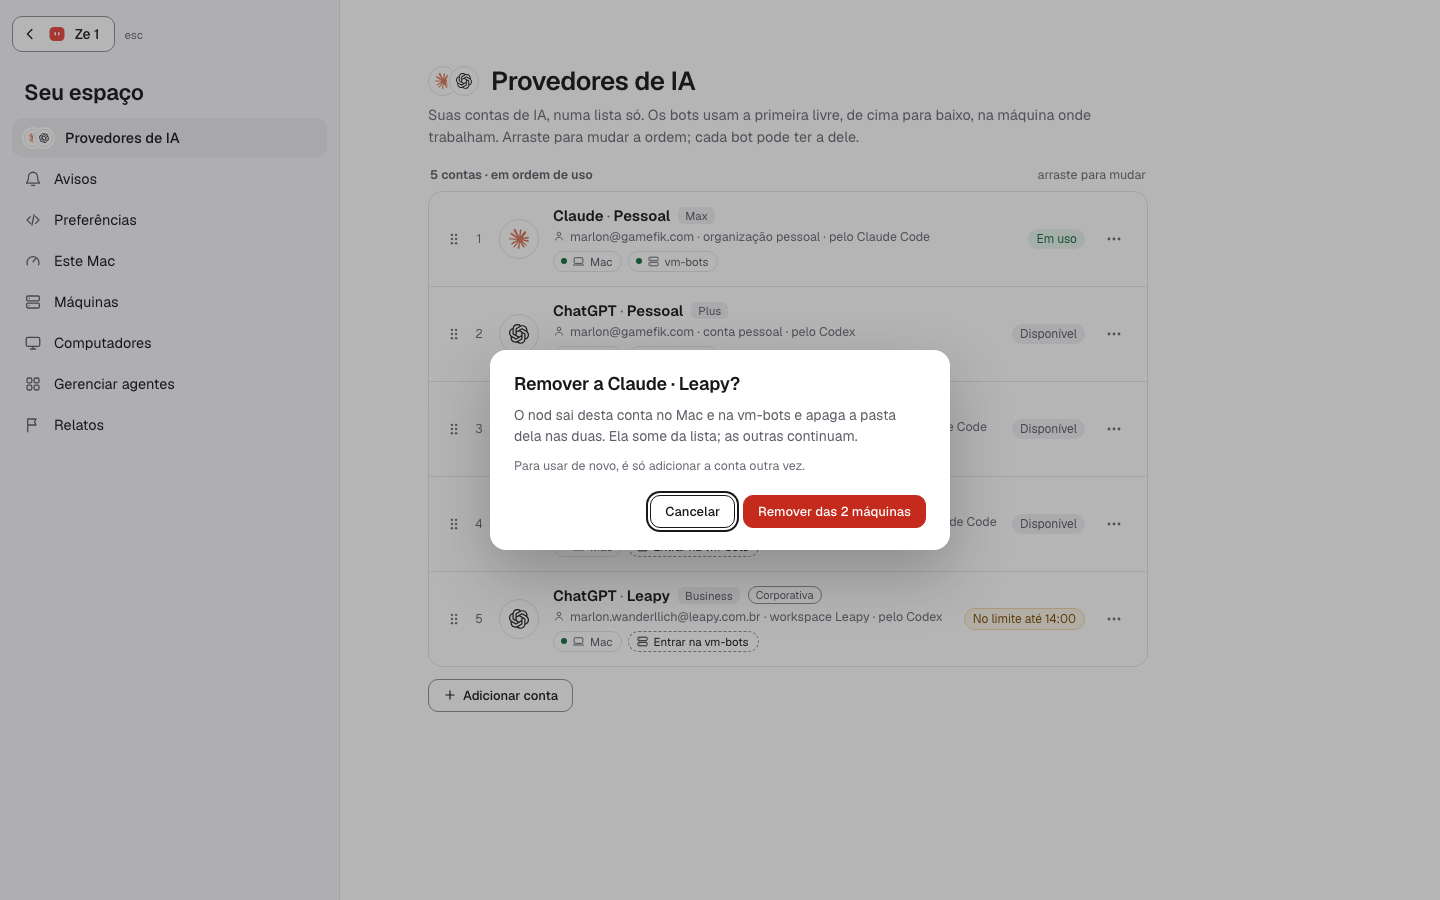 Ze 1
esc
Seu espaço
Provedores de IA
Avisos
Preferências
Este Mac
Máquinas
Computadores
Gerenciar agentes
Relatos
Provedores de IA
Suas contas de IA, numa lista só. Os bots usam a primeira livre, de cima para baixo, na máquina onde
trabalham. Arraste para mudar a ordem; cada bot pode ter a dele.
5 contas · em ordem de uso
arraste para mudar
1
Claude · Pessoal Max
marlon@gamefik.com · organização pessoal · pelo Claude Code
Mac vm-bots
Em uso
2
ChatGPT · Pessoal Plus
marlon@gamefik.com · conta pessoal · pelo Codex
Disponível
3
Code
Disponível
4
de Code
Entrar na vm-bots
Disponível
Remover a Claude · Leapy?
O nod sai desta conta no Mac e na vm-bots e apaga a pasta
dela nas duas. Ela some da lista; as outras continuam.
Para usar de novo, é só adicionar a conta outra vez.
Cancelar
Remover das 2 máquinas
5
ChatGPT · Leapy Business Corporativa
marlon.wanderllich@leapy.com.br · workspace Leapy · pelo Codex
Mac Entrar na vm-bots
No limite até 14:00
Adicionar conta